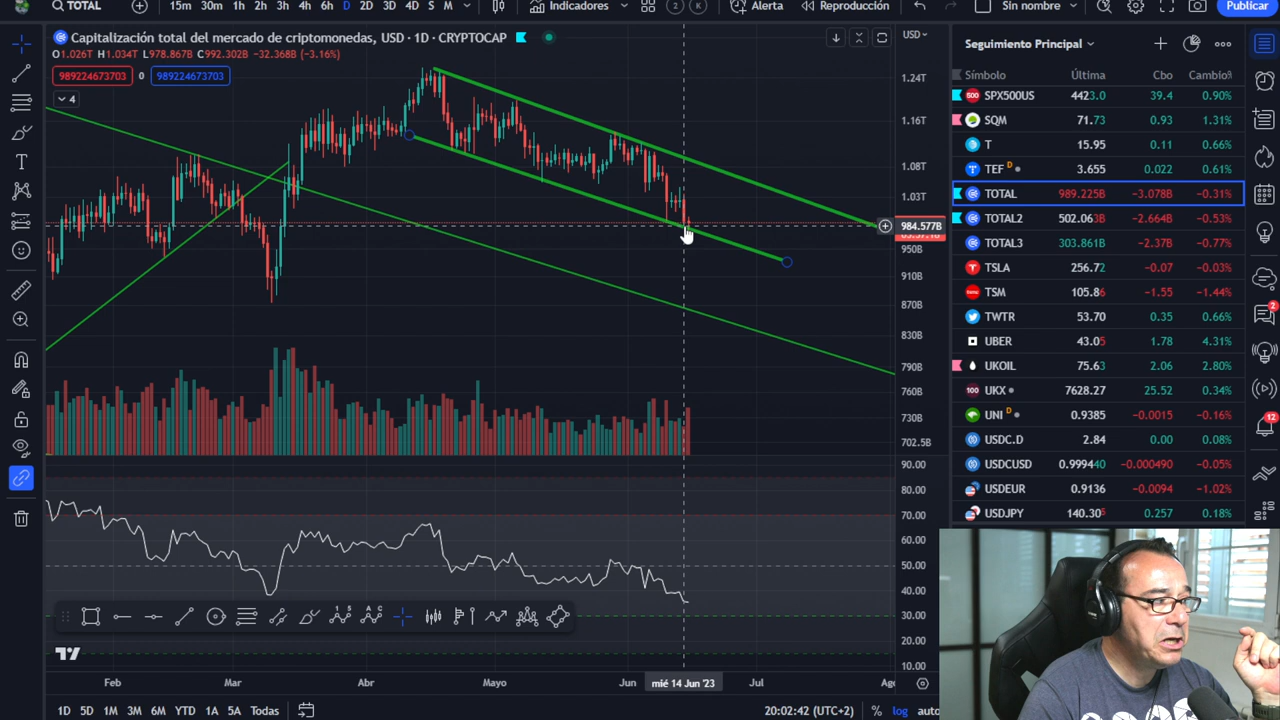 TOTAL 15m 30m 1h 2h 3h 4h 6h D 2D 3D 4D S M Indicadores 2 K Alerta Reproducción Sin nombre Publicar
Capitalización total del mercado de criptomonedas, USD · 1D · CRYPTOCAP
O1.026T H1.034T L978.867B C992.302B −32.368B (−3.16%)
989224673703 0 989224673703
4
USD
1.24T
1.16T
1.08T
1.03T
984.577B
950B
910B
870B
830B
790B
760B
730B
702.5B
90.00
80.00
70.00
60.00
50.00
40.00
30.00
20.00
10.00
Feb Mar Abr Mayo Jun mié 14 Jun '23 Jul Ago
1D 5D 1M 3M 6M YTD 1A 5A Todas 20:02:42 (UTC+2) % log auto
Seguimiento Principal
Símbolo Última Cbo Cambio%
SPX500US 4423.0 39.4 0.90%
SQM 71.73 0.93 1.31%
T 15.95 0.11 0.66%
TEF D 3.655 0.022 0.61%
TOTAL 989.225B −3.078B −0.31%
TOTAL2 502.063B −2.664B −0.53%
TOTAL3 303.861B −2.37B −0.77%
TSLA 256.72 −0.07 −0.03%
TSM 105.86 −1.55 −1.44%
TWTR 53.70 0.35 0.66%
UBER 43.05 1.78 4.31%
UKOIL 75.63 2.06 2.80%
UKX 7628.27 25.52 0.34%
UNI D 0.9385 −0.0015 −0.16%
USDC.D 2.84 0.00 0.08%
USDCUSD 0.999440 −0.000490 −0.05%
USDEUR 0.9136 −0.0094 −1.02%
USDJPY 140.305 0.257 0.18%
2
12